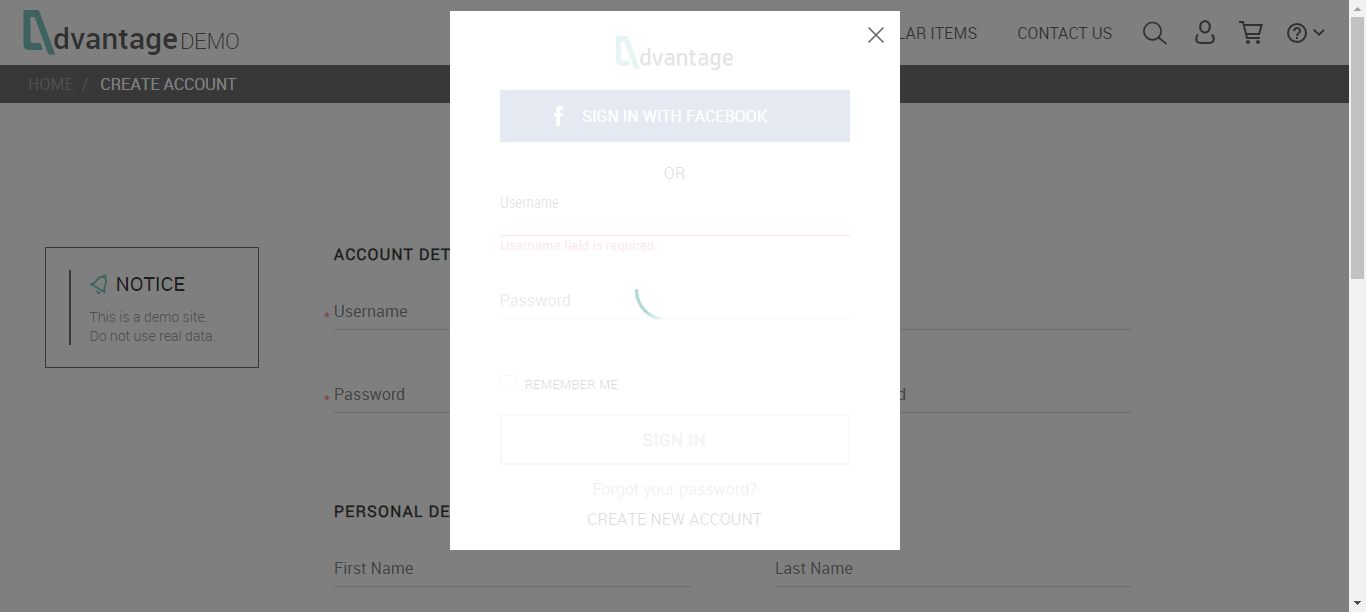 dvantage DEMO
LAR ITEMS
CONTACT US
HOME / CREATE ACCOUNT
dvantage
SIGN IN WITH FACEBOOK
OR
Username
Username field is required
Password
REMEMBER ME
SIGN IN
Forgot your password?
CREATE NEW ACCOUNT
NOTICE
This is a demo site.
Do not use real data.
ACCOUNT DET
* Username
* Password
d
PERSONAL DE
First Name
Last Name